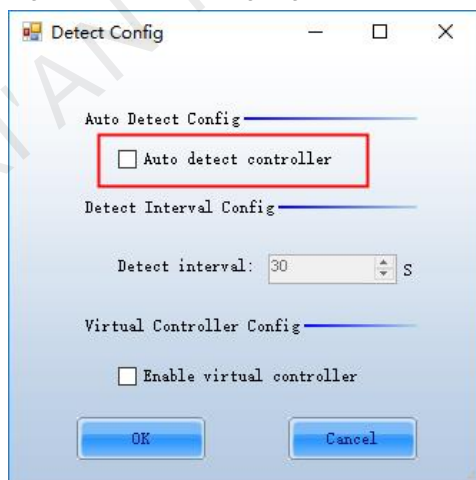 Detect Config
Auto Detect Config
Auto detect controller
Detect Interval Config
Detect interval: 30 S
Virtual Controller Config
Enable virtual controller
OK Cancel